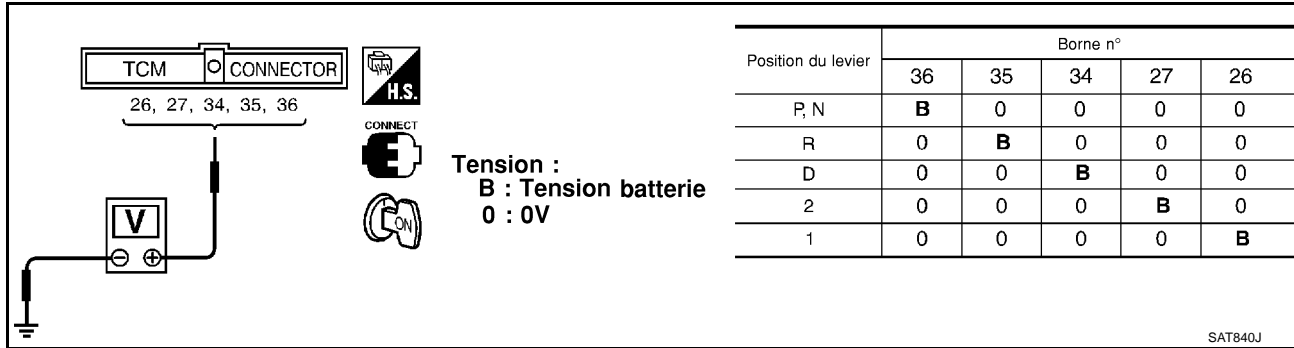 TCM CONNECTOR
26, 27, 34, 35, 36
V
H.S.
CONNECT
ON
Tension :
B : Tension batterie
0 : 0V
Position du levier Borne n°
36 35 34 27 26
P, N B 0 0 0 0
R 0 B 0 0 0
D 0 0 B 0 0
2 0 0 0 B 0
1 0 0 0 0 B
SAT840J